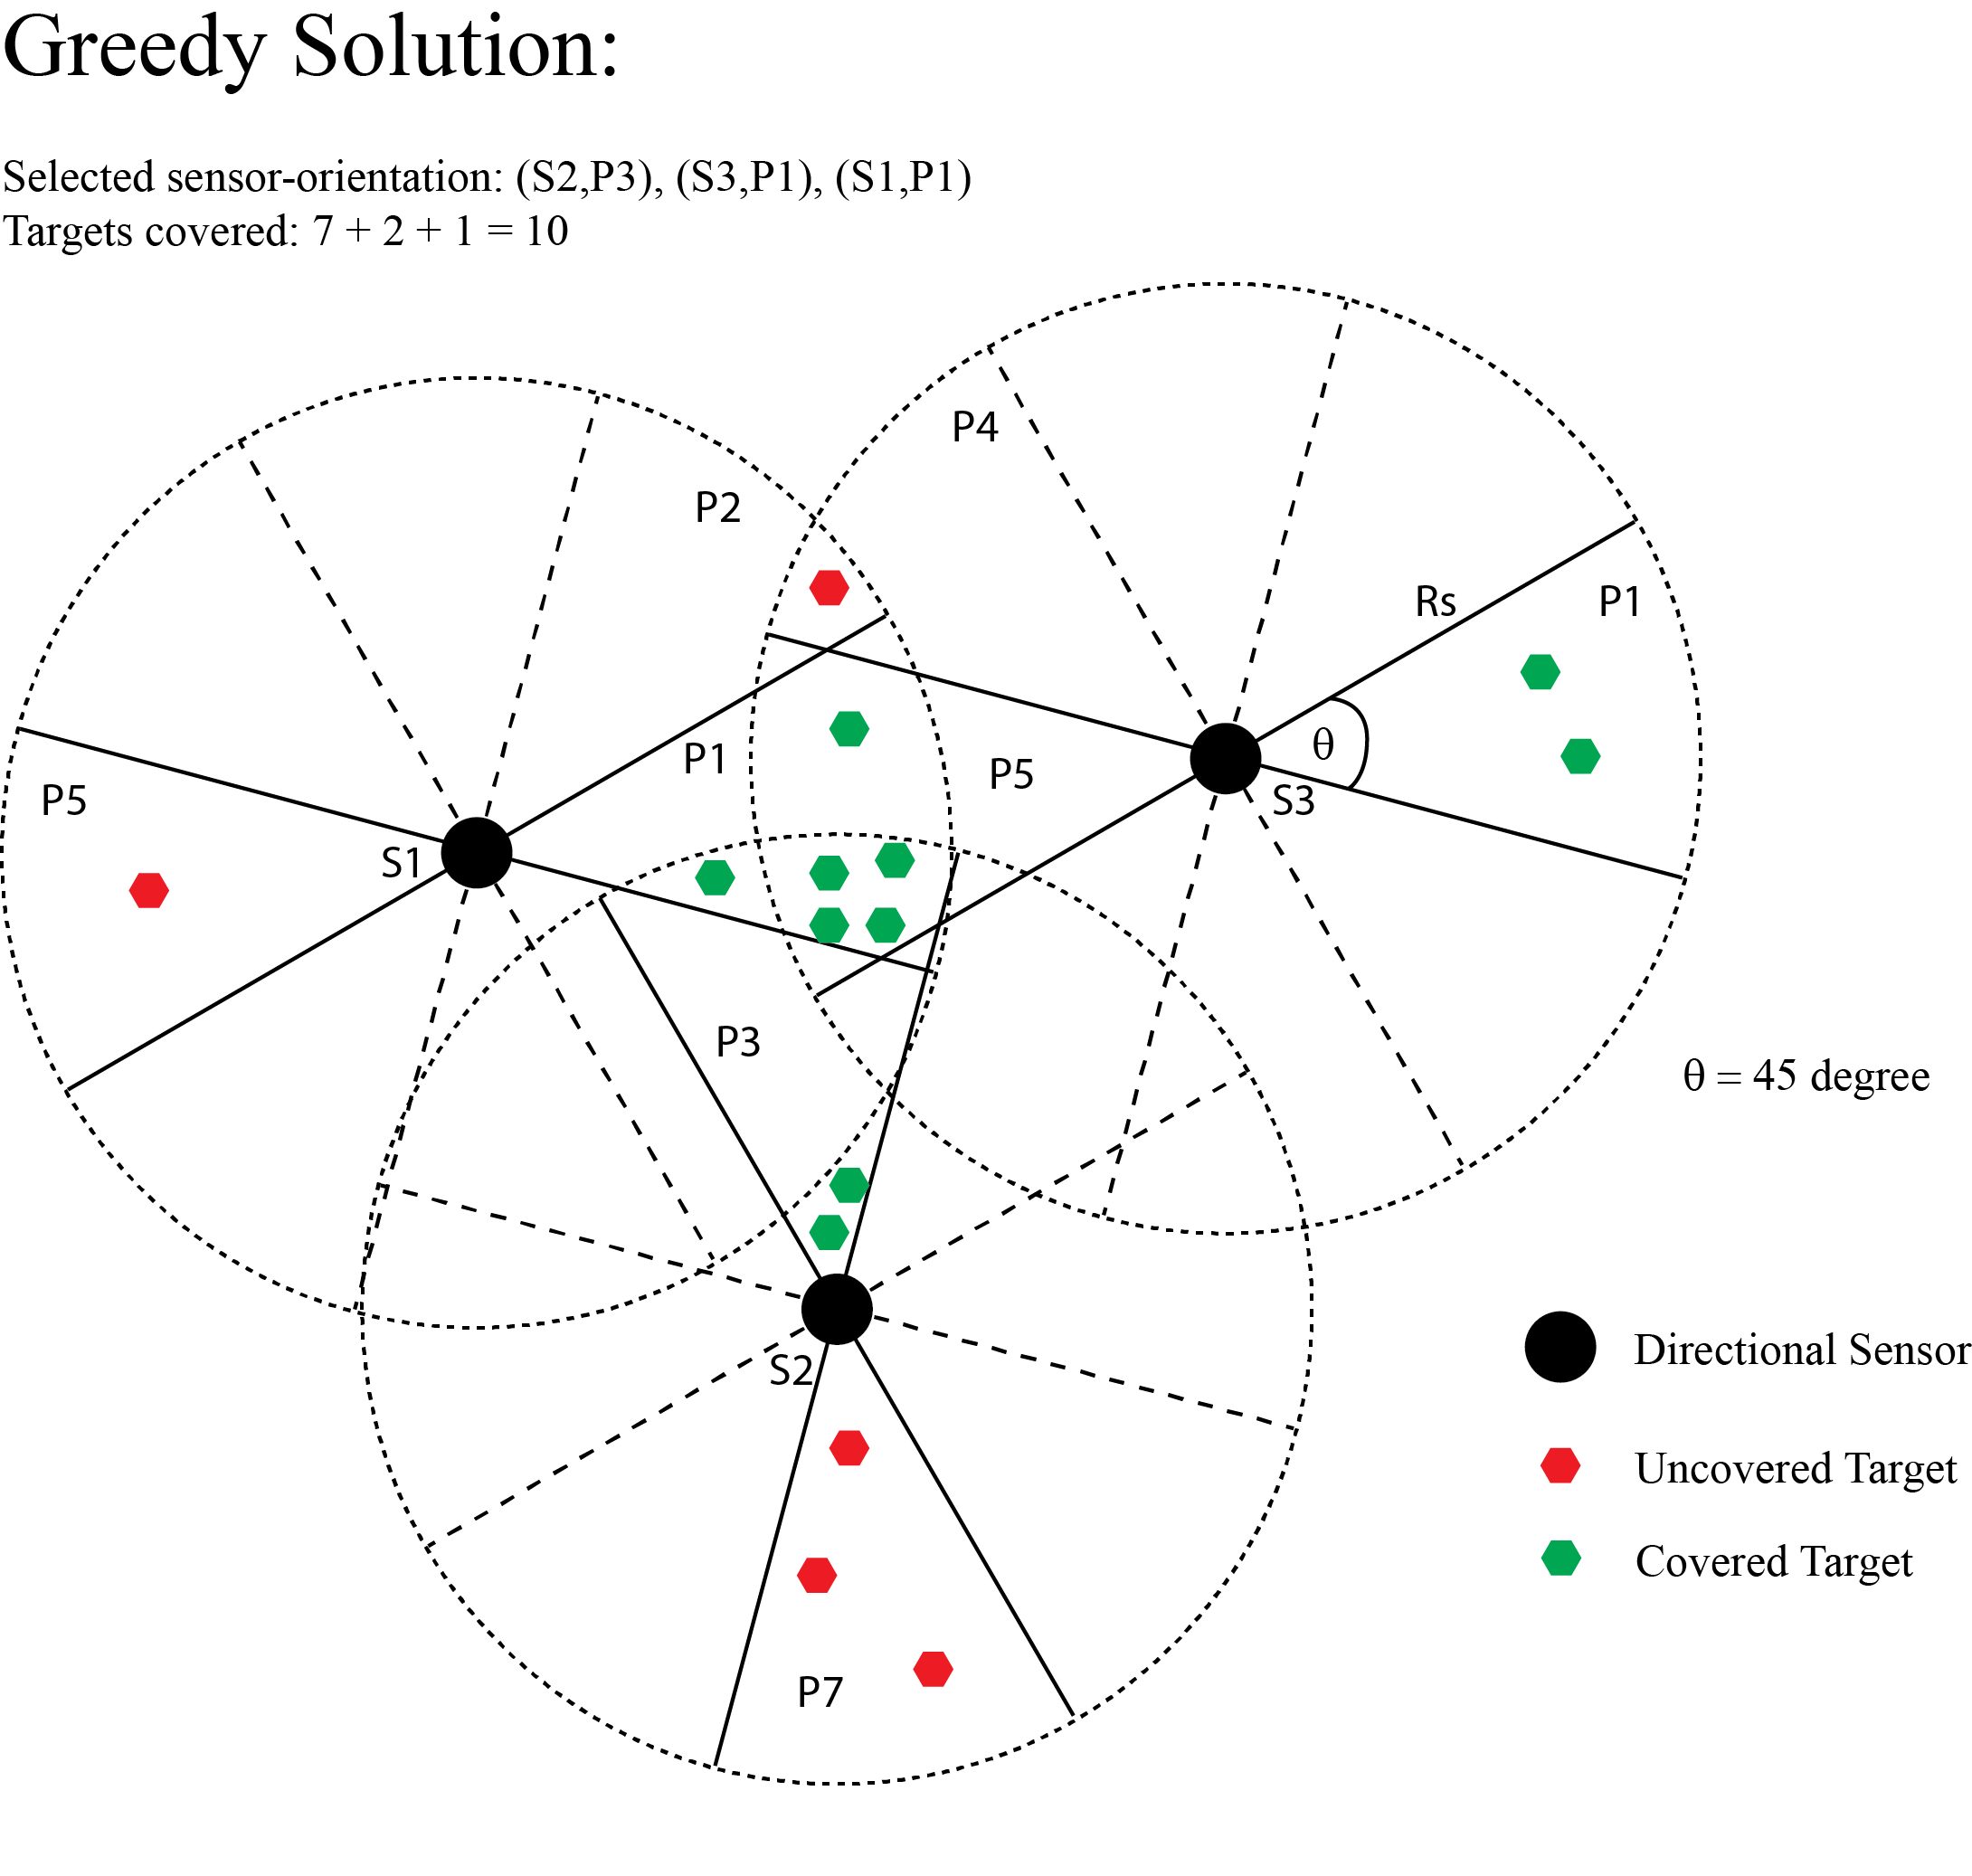 Greedy Solution:
Selected sensor-orientation: (S2,P3), (S3,P1), (S1,P1)
Targets covered: 7 + 2 + 1 = 10
P4
P2
Rs
P1
P1
P5
θ
S3
P5
S1
P3
θ = 45 degree
S2
Directional Sensor
Uncovered Target
Covered Target
P7